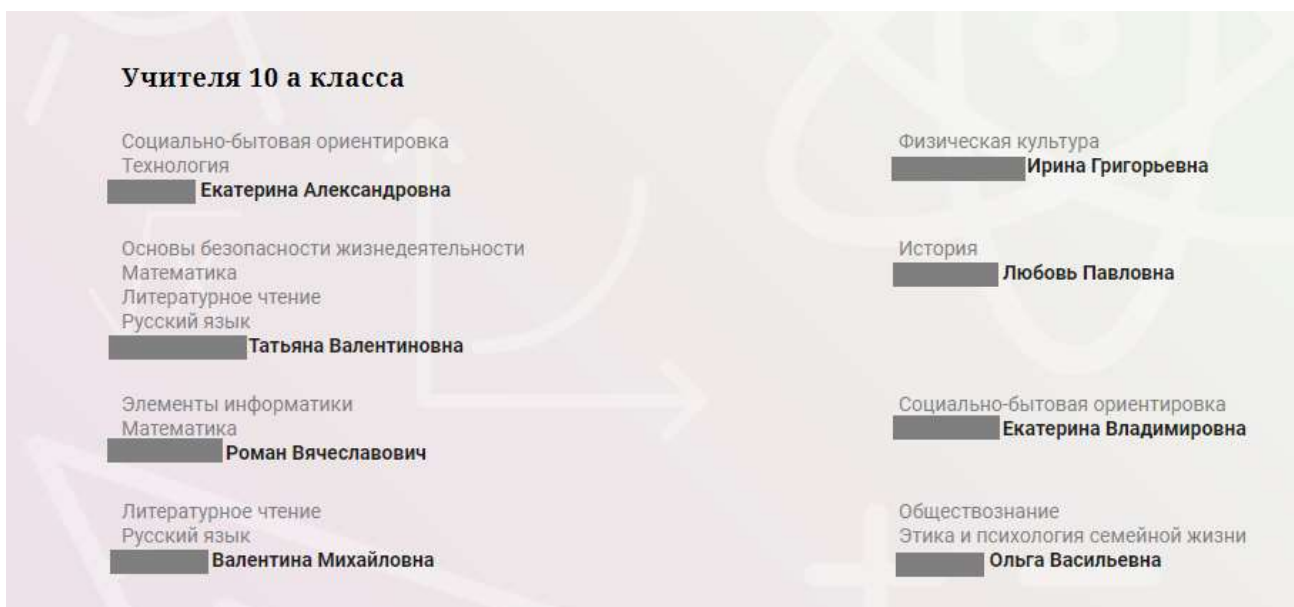 Учителя 10 а класса
Социально-бытовая ориентировка
Технология
Екатерина Александровна
Основы безопасности жизнедеятельности
Математика
Литературное чтение
Русский язык
Татьяна Валентиновна
Элементы информатики
Математика
Роман Вячеславович
Литературное чтение
Русский язык
Валентина Михайловна
Физическая культура
Ирина Григорьевна
История
Любовь Павловна
Социально-бытовая ориентировка
Екатерина Владимировна
Обществознание
Этика и психология семейной жизни
Ольга Васильевна